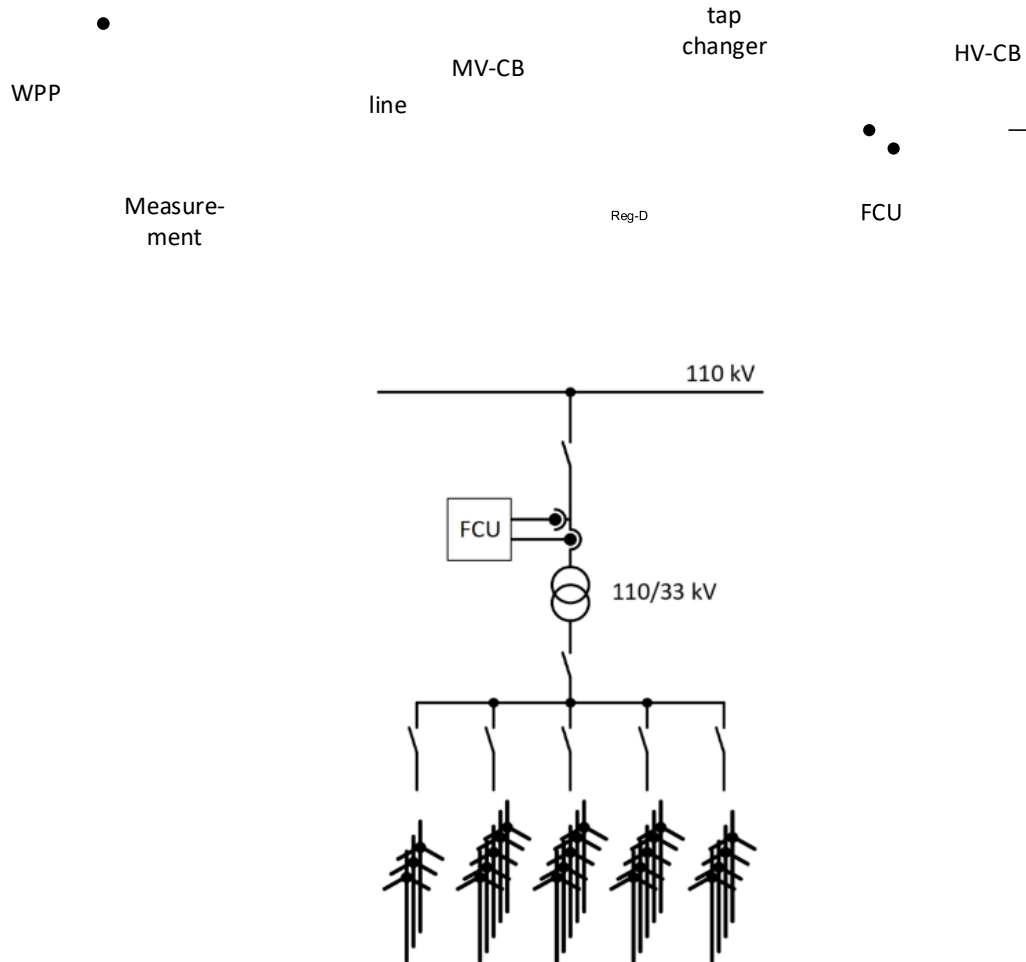 tap
changer
HV-CB
MV-CB
WPP
line
Measure-
ment
Reg-D
FCU
110 kV
FCU
110/33 kV